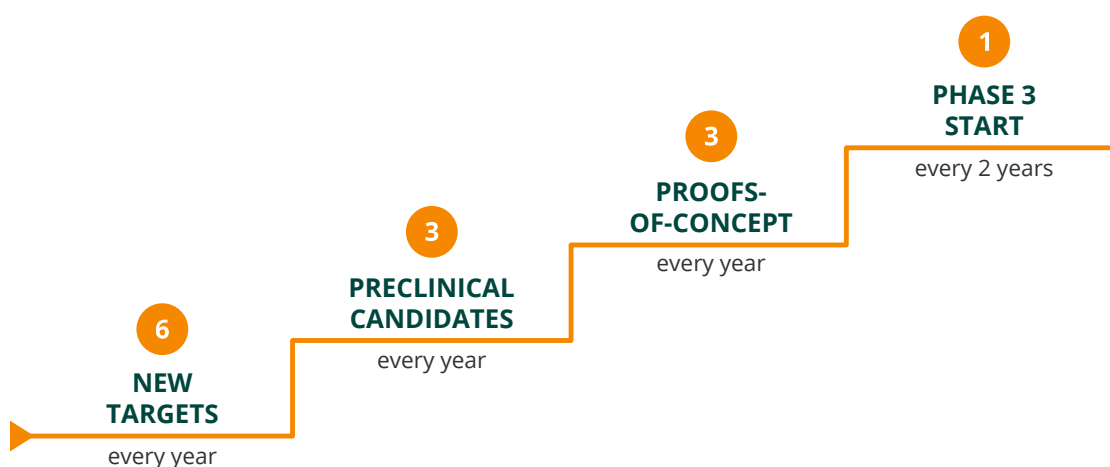 6
NEW
TARGETS
every year
3
PRECLINICAL
CANDIDATES
every year
3
PROOFS-
OF-CONCEPT
every year
1
PHASE 3
START
every 2 years